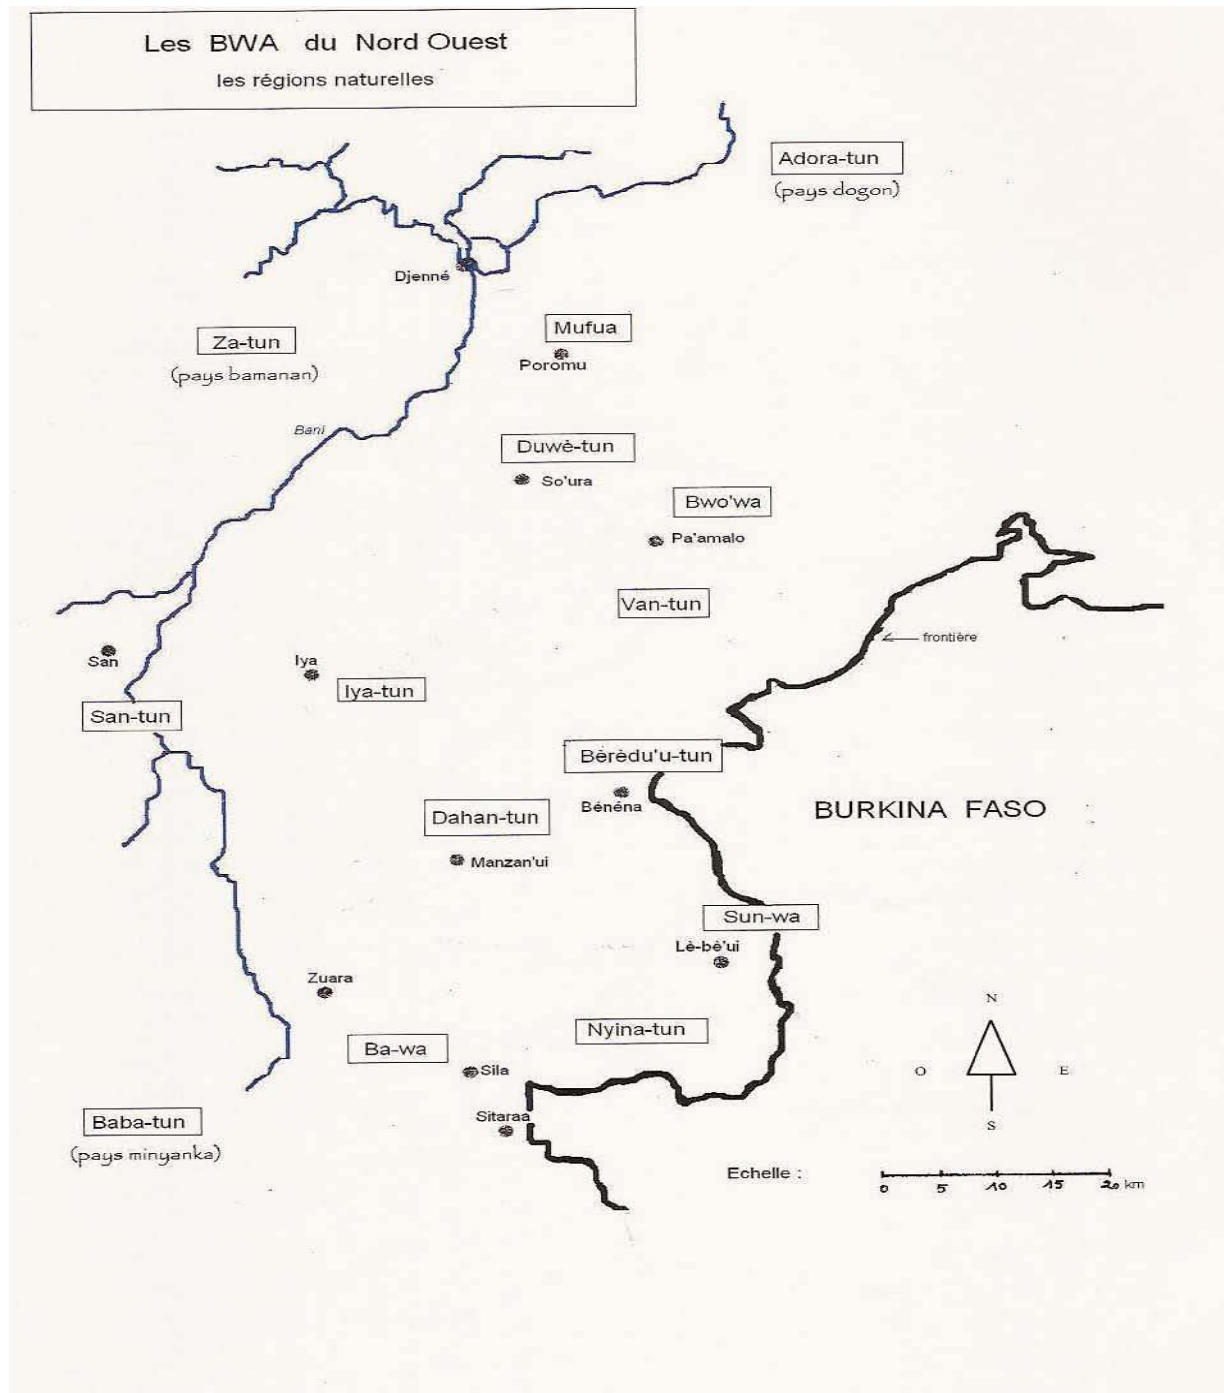 Les BWA du Nord Ouest
les régions naturelles
Adora-tun
(pays dogon)
Djenné
Mufua
Poromu
Za-tun
(pays bamanan)
Bani
Duwè-tun
So'ura
Bwo'wa
Pa'amalo
Van-tun
frontière
San
Iya
Iya-tun
San-tun
Bèrèdu'u-tun
Bénéna
BURKINA FASO
Dahan-tun
Manzan'ui
Sun-wa
Lè-bè'ui
Zuara
Nyina-tun
Ba-wa
Sila
N
O E
S
Baba-tun
(pays minyanka)
Sitaraa
Echelle :
0 5 10 15 20 km